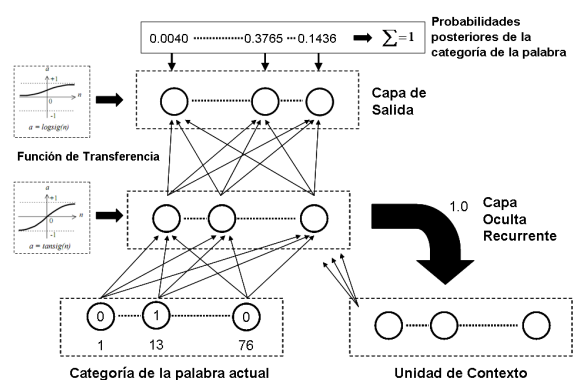 0.0040 ············0.3765 ···0.1436 ∑=1
Probabilidades
posteriores de la
categoría de la palabra
a
+1
n
0
-1
a = logsig(n)
Capa de
Salida
Función de Transferencia
a
+1
n
0
-1
a = tansig(n)
1.0
Capa
Oculta
Recurrente
0 1 0
1 13 76
Categoría de la palabra actual
Unidad de Contexto